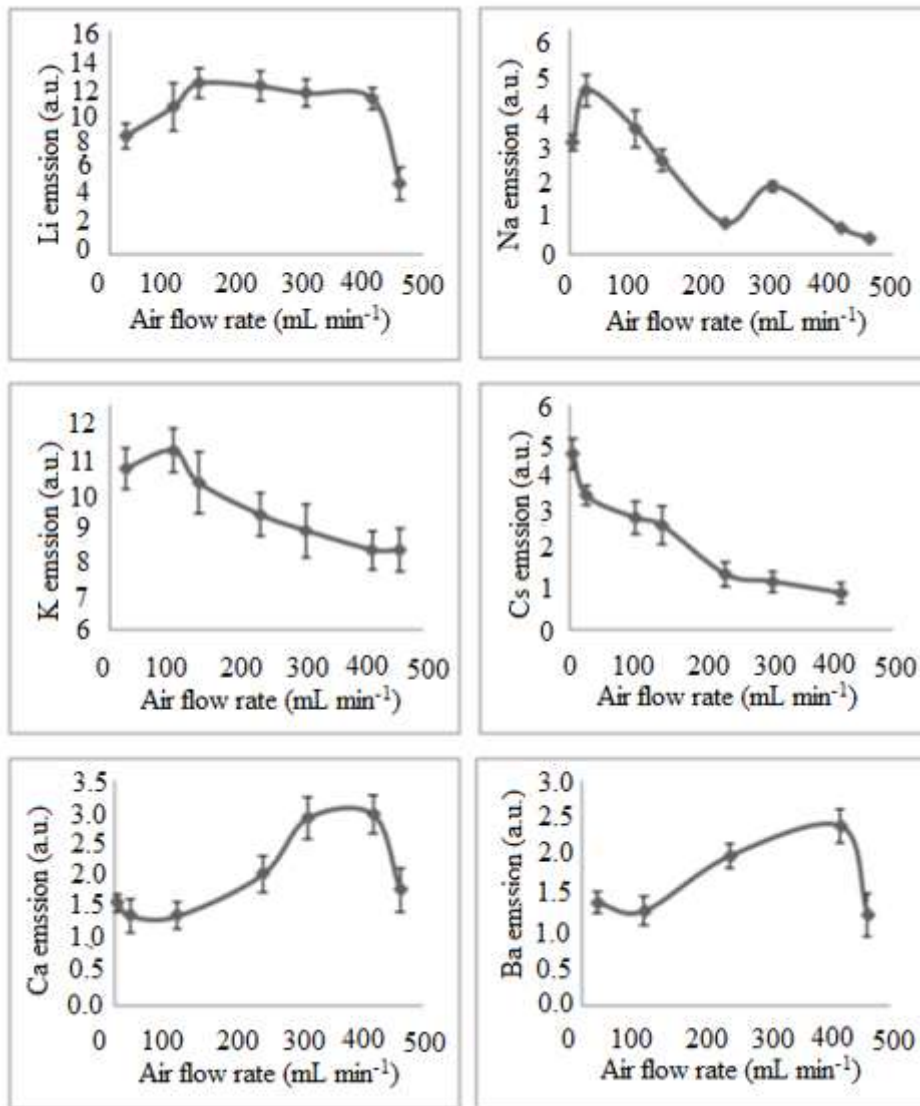 16
14
12
10
8
6
4
2
0
Li emssion (a.u.)
0 100 200 300 400 500
Air flow rate (mL min⁻¹)
6
5
4
3
2
1
0
Na emssion (a.u.)
0 100 200 300 400 500
Air flow rate (mL min⁻¹)
12
11
10
9
8
7
6
K emssion (a.u.)
0 100 200 300 400 500
Air flow rate (mL min⁻¹)
6
5
4
3
2
1
0
Cs emssion (a.u.)
0 100 200 300 400 500
Air flow rate (mL min⁻¹)
3.5
3.0
2.5
2.0
1.5
1.0
0.5
0.0
Ca emssion (a.u.)
0 100 200 300 400 500
Air flow rate (mL min⁻¹)
3.0
2.5
2.0
1.5
1.0
0.5
0.0
Ba emssion (a.u.)
0 100 200 300 400 500
Air flow rate (mL min⁻¹)